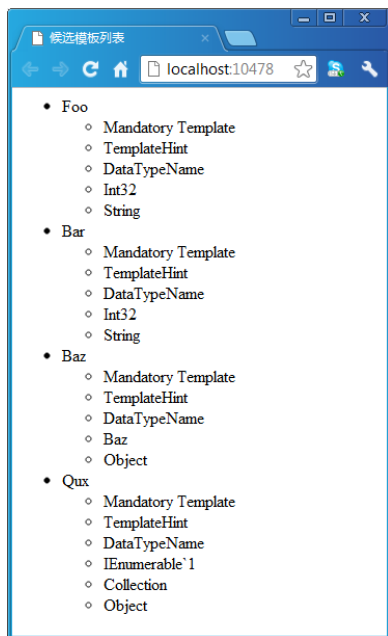 候选模板列表
localhost:10478
Foo
Mandatory Template
TemplateHint
DataTypeName
Int32
String
Bar
Mandatory Template
TemplateHint
DataTypeName
Int32
String
Baz
Mandatory Template
TemplateHint
DataTypeName
Baz
Object
Qux
Mandatory Template
TemplateHint
DataTypeName
IEnumerable`1
Collection
Object